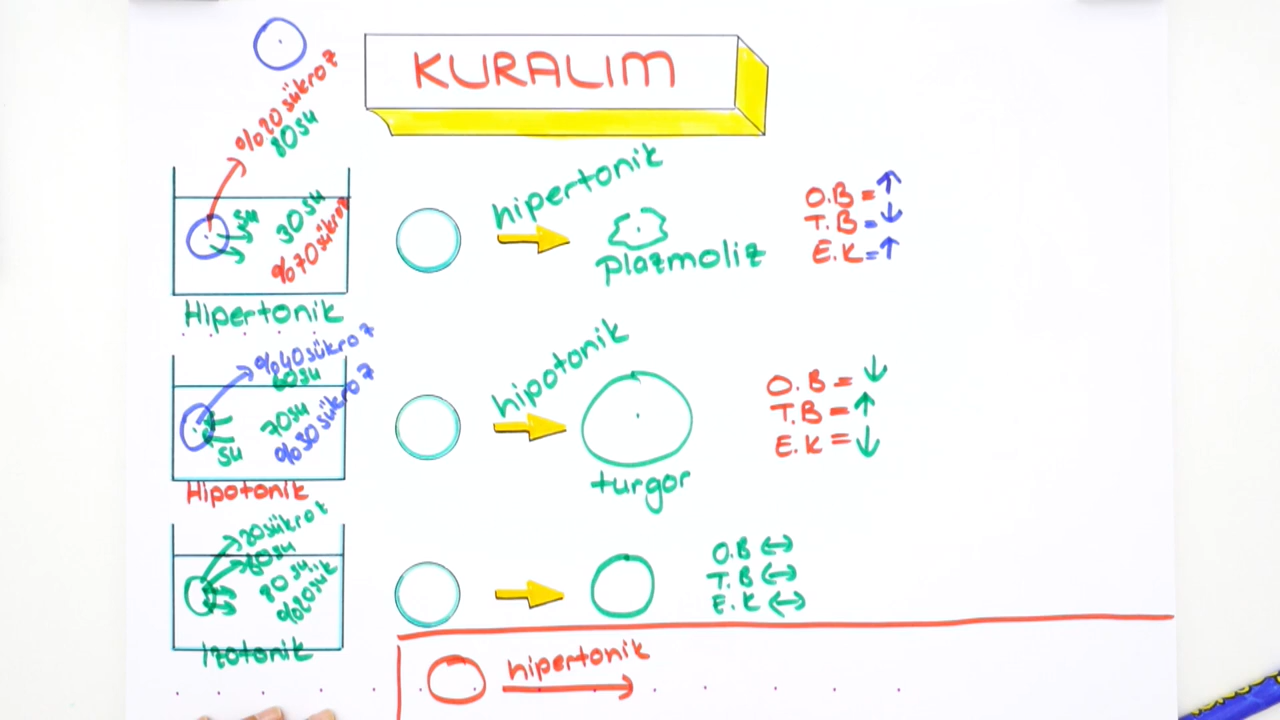 KURALIM
%20 sükroz
80 su
su
30 su
%70 sükroz
Hipertonik
hipertonik
plazmoliz
O.B = ↑
T.B = ↓
E.K = ↑
%40 sükroz
60 su
70 su
%30 sükroz
su
Hipotonik
hipotonik
turgor
O.B = ↓
T.B = ↑
E.K = ↓
20 sükroz
80 su
80 su
%20 sük
İzotonik
O.B ↔
T.B ↔
E.K ↔
hipertonik